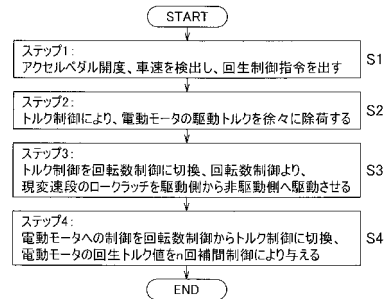 START
ステップ1:
アクセルペダル開度、車速を検出し、回生制御指令を出す
S1
ステップ2:
トルク制御により、電動モータの駆動トルクを徐々に除荷する
S2
ステップ3:
トルク制御を回転数制御に切換、回転数制御より、
現変速段のロークラッチを駆動側から非駆動側へ駆動させる
S3
ステップ4:
電動モータへの制御を回転数制御からトルク制御に切換、
電動モータの回生トルク値をn回補間制御により与える
S4
END